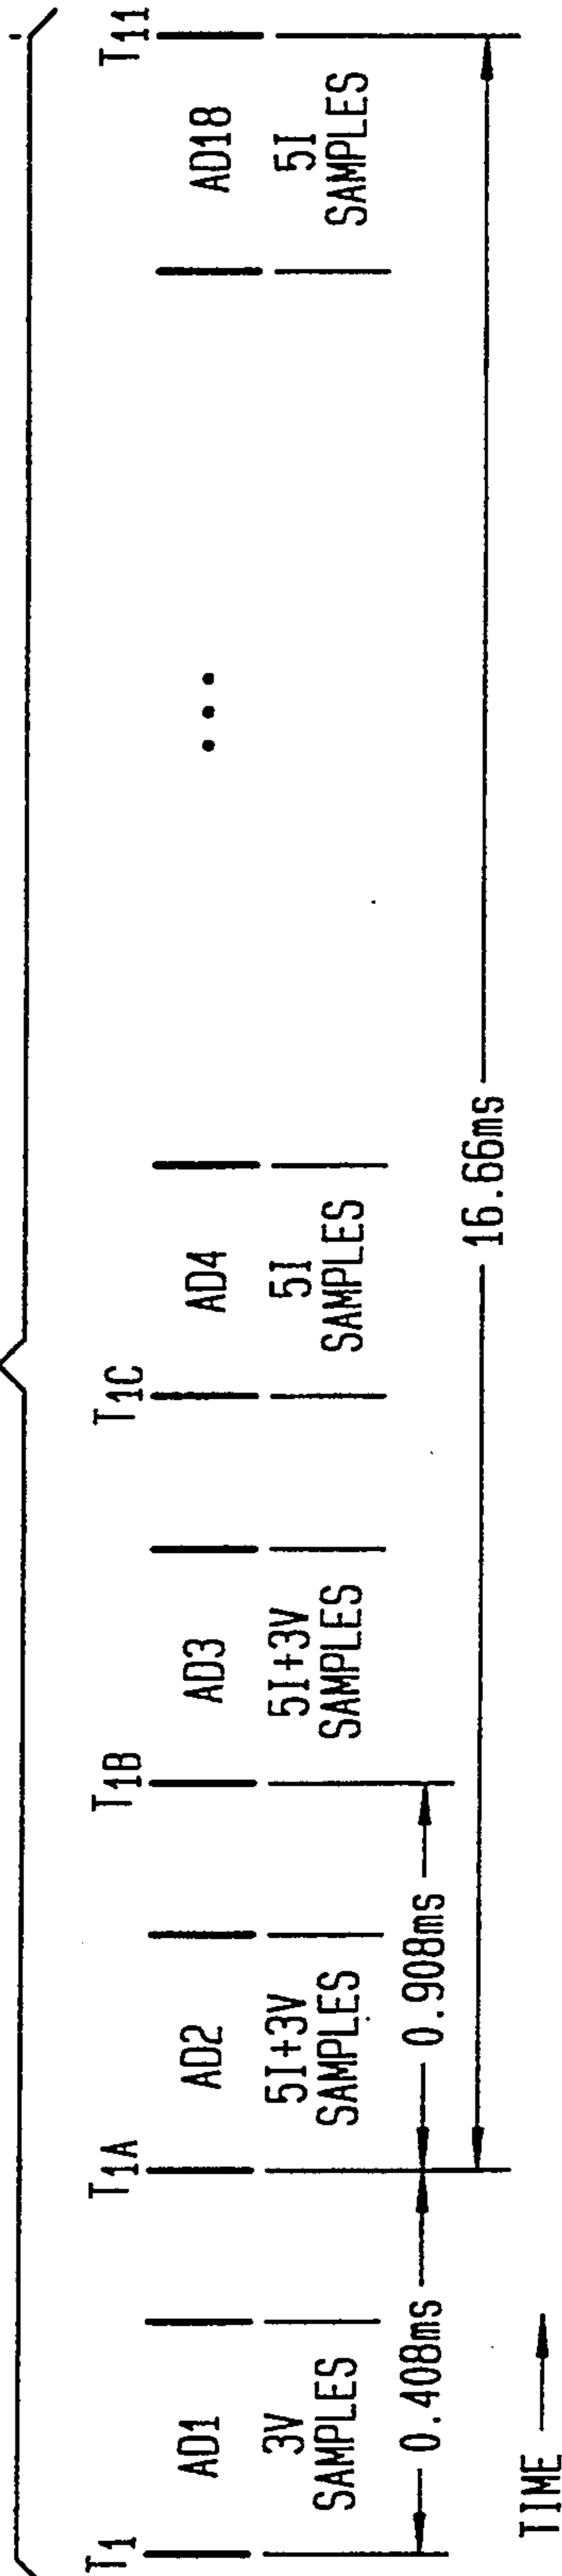 T1
T1A
T1B
T1C
T11
AD1
AD2
AD3
AD4
...
AD18
3V
SAMPLES
5I+3V
SAMPLES
5I+3V
SAMPLES
5I
SAMPLES
5I
SAMPLES
0.408ms
0.908ms
16.66ms
TIME